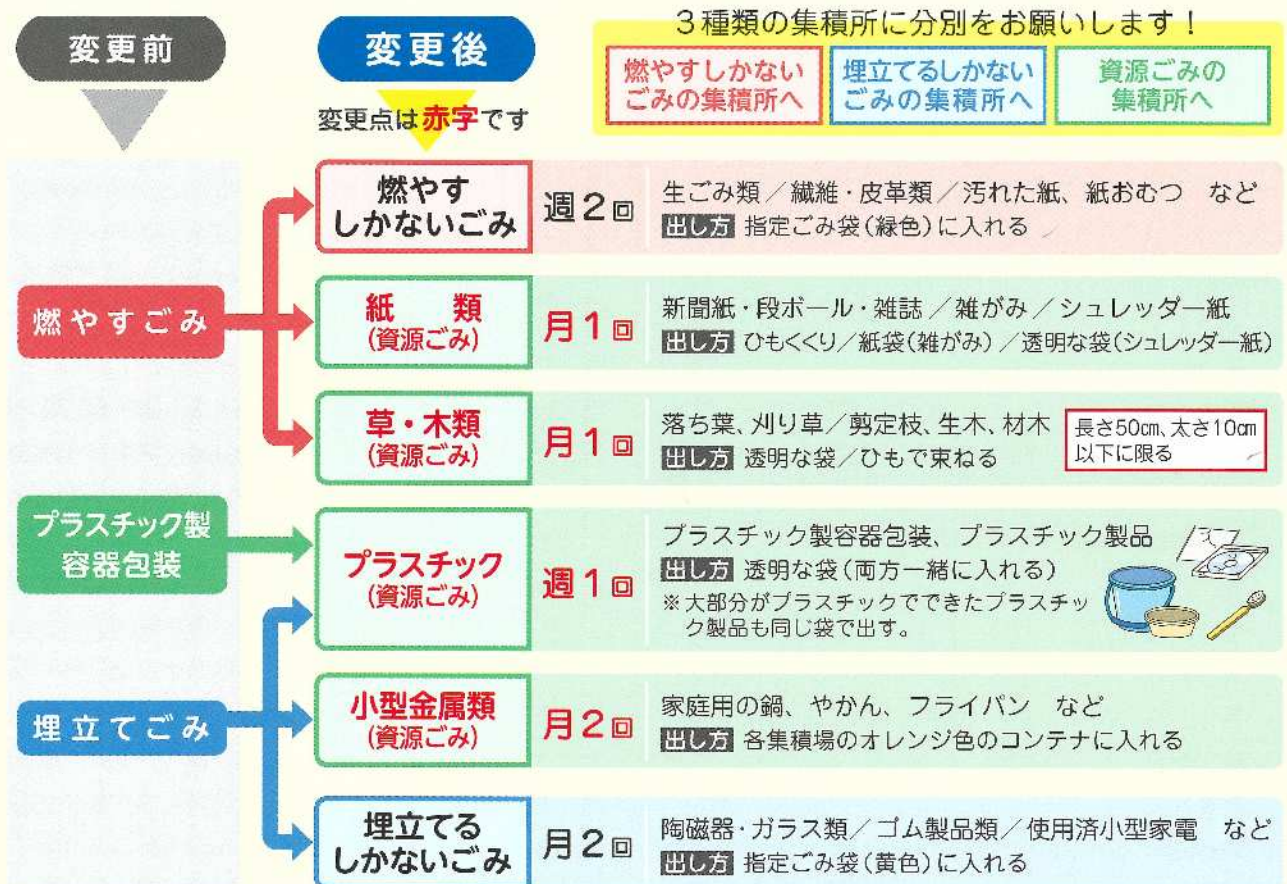 変更前
変更後
変更点は赤字です
3種類の集積所に分別をお願いします！
燃やすしかない
ごみの集積所へ
埋立てるしかない
ごみの集積所へ
資源ごみの
集積所へ
燃やすごみ
プラスチック製
容器包装
埋立てごみ
燃やす
しかないごみ
週2回
生ごみ類／繊維・皮革類／汚れた紙、紙おむつ など
出し方 指定ごみ袋(緑色)に入れる
紙 類
(資源ごみ)
月1回
新聞紙・段ボール・雑誌／雑がみ／シュレッダー紙
出し方 ひもくくり／紙袋(雑がみ)／透明な袋(シュレッダー紙)
草・木類
(資源ごみ)
月1回
落ち葉、刈り草／剪定枝、生木、材木
出し方 透明な袋／ひもで束ねる
長さ50㎝、太さ10㎝
以下に限る
プラスチック
(資源ごみ)
週1回
プラスチック製容器包装、プラスチック製品
出し方 透明な袋(両方一緒に入れる)
※大部分がプラスチックでできたプラスチッ
ク製品も同じ袋で出す。
小型金属類
(資源ごみ)
月2回
家庭用の鍋、やかん、フライパン など
出し方 各集積場のオレンジ色のコンテナに入れる
埋立てる
しかないごみ
月2回
陶磁器・ガラス類／ゴム製品類／使用済小型家電 など
出し方 指定ごみ袋(黄色)に入れる